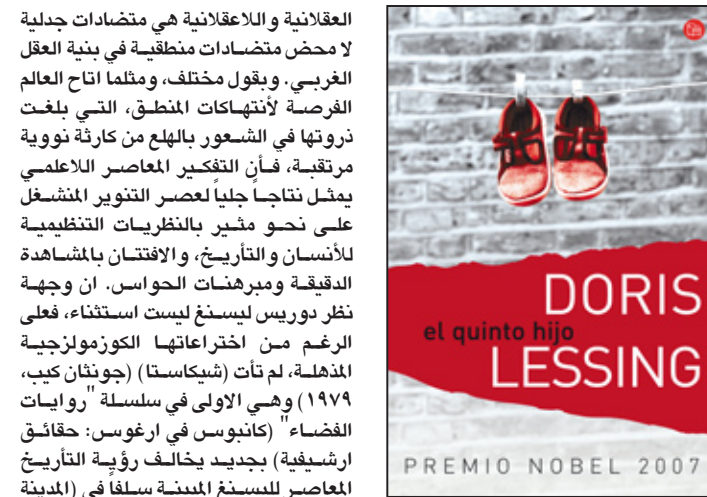 العقلانية واللاعقلانية هي متضادات جدلية
لا محض متضادات منطقية في بنية العقل
الغربي. وبقول مختلف، ومثلما اتاح العالم
الفرصة لأنتهاكات المنطق، التي بلغت
ذروتها في الشعور بالهلع من كارثة نووية
مرتقبة، فأن التفكير المعاصر اللاعلمي
يمثل نتاجاً جلياً لعصر التنوير المنشغل
على نحو مثير بالنظريات التنظيمية
للأنسان والتأريخ، والافتتان بالمشاهدة
الدقيقة ومبرهنات الحواس. ان وجهة
نظر دوريس ليسنغ ليست استثناء، فعلى
الرغم من اختراعاتها الكوزمولزجية
المذهلة، لم تأت (شيكاستا) (جونثان كيب،
١٩٧٩) وهي الاولى في سلسلة "روايات
الفضاء" (كانبوس في ارغوس: حقائق
ارشيفية) بجديد يخالف رؤية التأريخ
المعاصر لليسنغ المبينة سلفاً في (المدينة
DORIS
el quinto hijo
LESSING
PREMIO NOBEL 2007